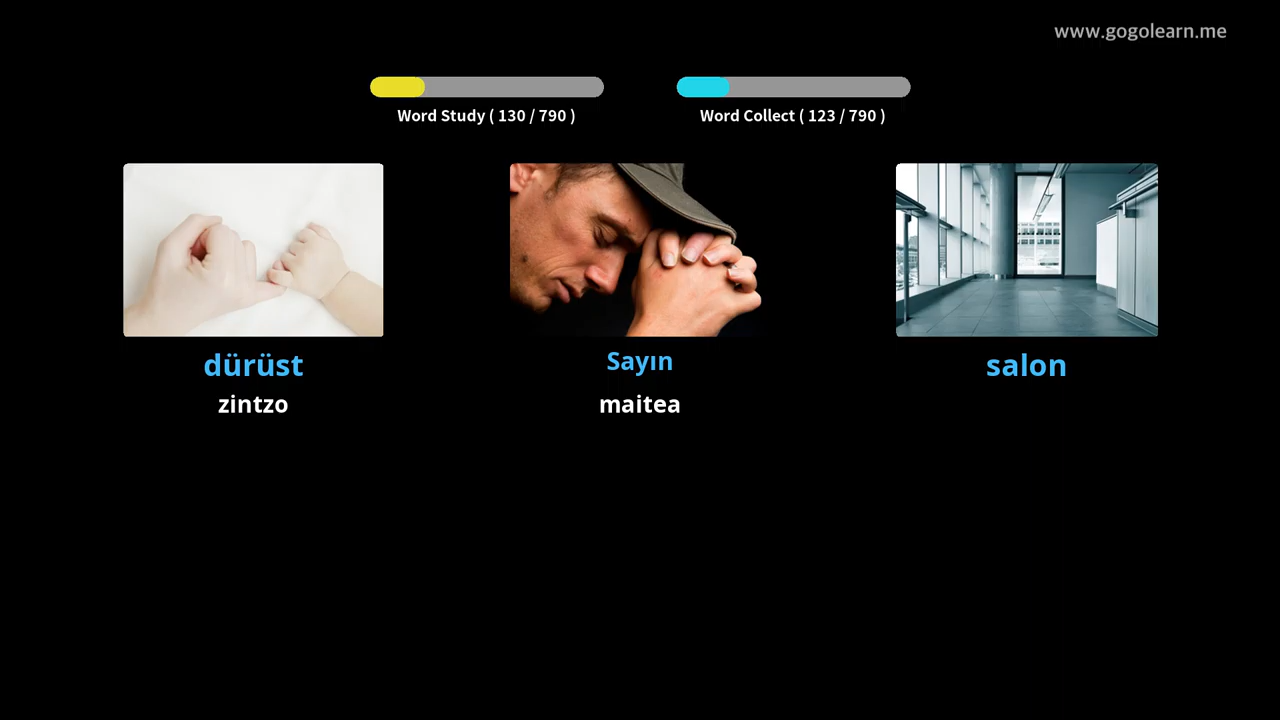 www.gogolearn.me
Word Study ( 130 / 790 )
Word Collect ( 123 / 790 )
dürüst
zintzo
Sayın
maitea
salon